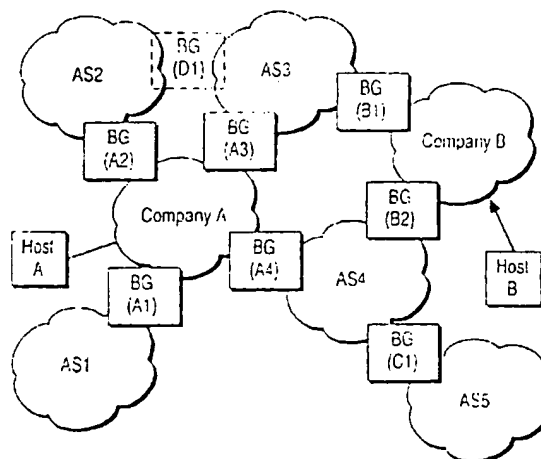 BG
(D1)
AS2
AS3
BG
(B1)
BG
(A2)
BG
(A3)
Company B
Company A
BG
(B2)
Host
A
BG
(A4)
AS4
Host
B
BG
(A1)
BG
(C1)
AS1
AS5